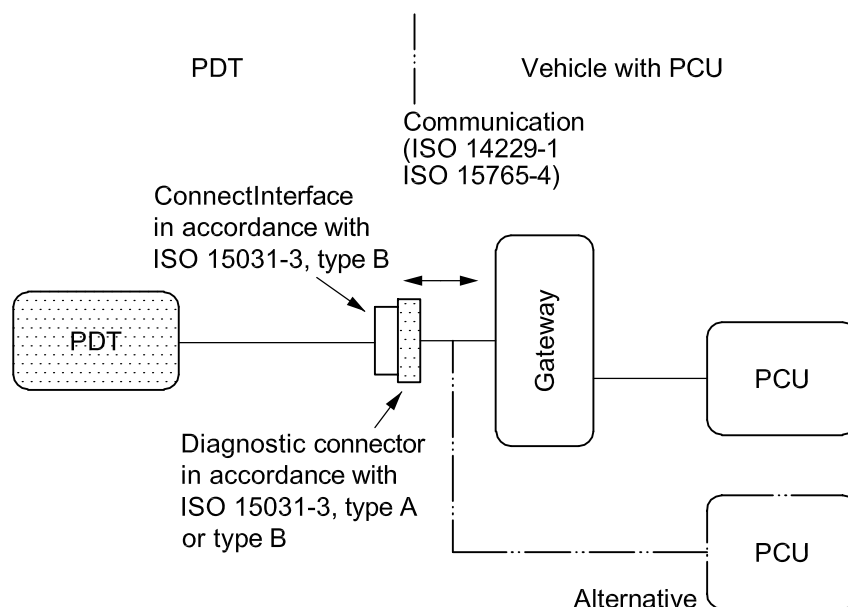 PDT
Vehicle with PCU
Communication
(ISO 14229-1
ISO 15765-4)
ConnectInterface
in accordance with
ISO 15031-3, type B
PDT
Gateway
PCU
Diagnostic connector
in accordance with
ISO 15031-3, type A
or type B
PCU
Alternative